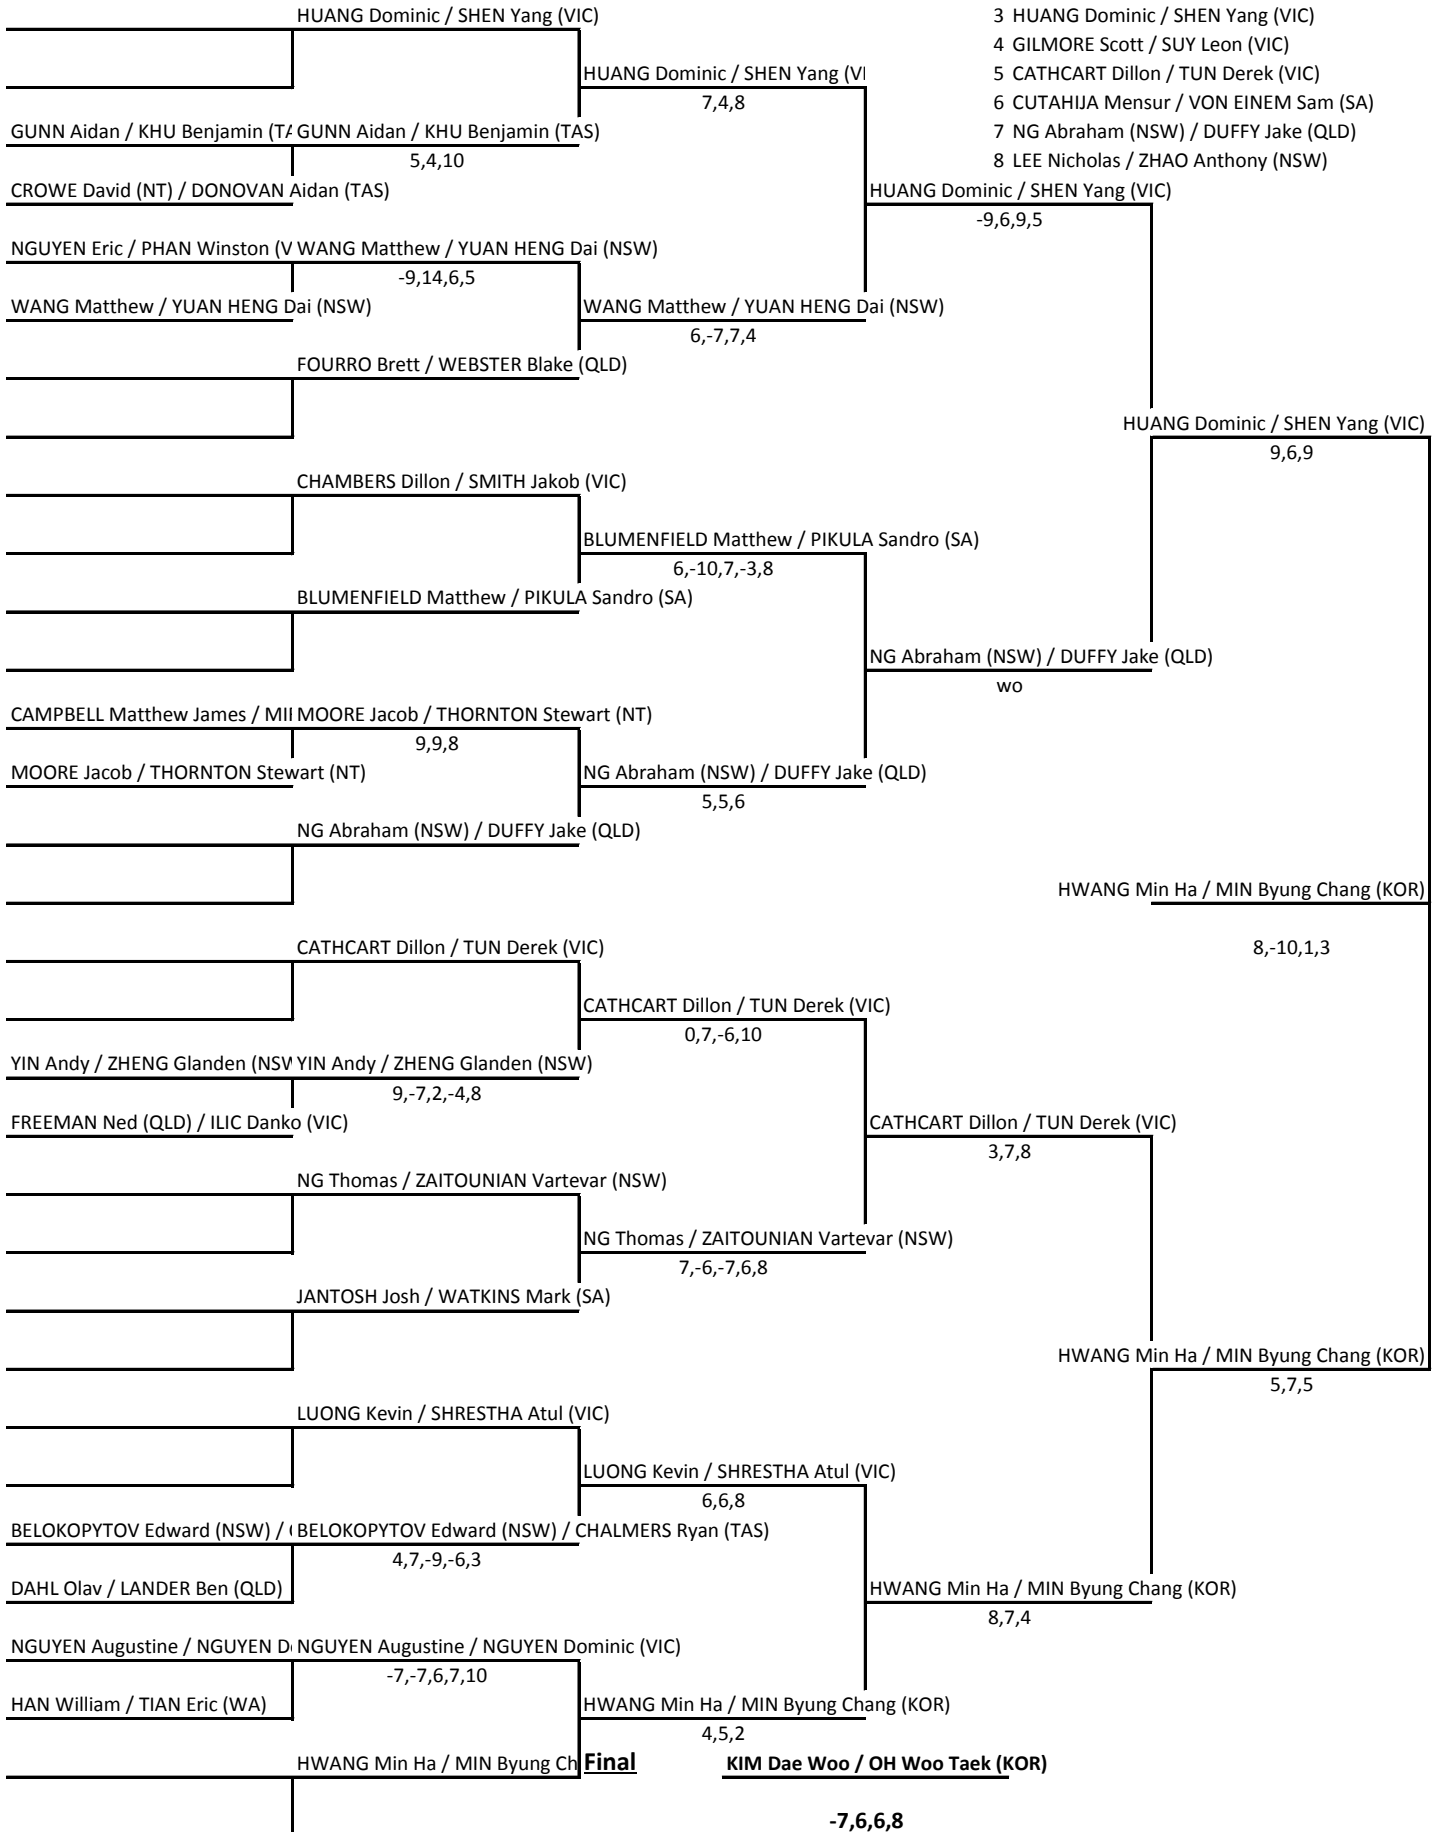 HUANG Dominic / SHEN Yang (VIC)
3 HUANG Dominic / SHEN Yang (VIC)
4 GILMORE Scott / SUY Leon (VIC)
HUANG Dominic / SHEN Yang (VI
5 CATHCART Dillon / TUN Derek (VIC)
7,4,8
6 CUTAHIJA Mensur / VON EINEM Sam (SA)
GUNN Aidan / KHU Benjamin (TA GUNN Aidan / KHU Benjamin (TAS)
7 NG Abraham (NSW) / DUFFY Jake (QLD)
5,4,10
8 LEE Nicholas / ZHAO Anthony (NSW)
CROWE David (NT) / DONOVAN Aidan (TAS)
HUANG Dominic / SHEN Yang (VIC)
-9,6,9,5
NGUYEN Eric / PHAN Winston (V WANG Matthew / YUAN HENG Dai (NSW)
-9,14,6,5
WANG Matthew / YUAN HENG Dai (NSW)
WANG Matthew / YUAN HENG Dai (NSW)
6,-7,7,4
FOURRO Brett / WEBSTER Blake (QLD)
HUANG Dominic / SHEN Yang (VIC)
9,6,9
CHAMBERS Dillon / SMITH Jakob (VIC)
BLUMENFIELD Matthew / PIKULA Sandro (SA)
6,-10,7,-3,8
BLUMENFIELD Matthew / PIKULA Sandro (SA)
NG Abraham (NSW) / DUFFY Jake (QLD)
wo
CAMPBELL Matthew James / MII MOORE Jacob / THORNTON Stewart (NT)
9,9,8
MOORE Jacob / THORNTON Stewart (NT)
NG Abraham (NSW) / DUFFY Jake (QLD)
5,5,6
NG Abraham (NSW) / DUFFY Jake (QLD)
HWANG Min Ha / MIN Byung Chang (KOR)
CATHCART Dillon / TUN Derek (VIC)
8,-10,1,3
CATHCART Dillon / TUN Derek (VIC)
0,7,-6,10
YIN Andy / ZHENG Glanden (NSW YIN Andy / ZHENG Glanden (NSW)
9,-7,2,-4,8
FREEMAN Ned (QLD) / ILIC Danko (VIC)
CATHCART Dillon / TUN Derek (VIC)
3,7,8
NG Thomas / ZAITOUNIAN Vartevar (NSW)
NG Thomas / ZAITOUNIAN Vartevar (NSW)
7,-6,-7,6,8
JANTOSH Josh / WATKINS Mark (SA)
HWANG Min Ha / MIN Byung Chang (KOR)
5,7,5
LUONG Kevin / SHRESTHA Atul (VIC)
LUONG Kevin / SHRESTHA Atul (VIC)
6,6,8
BELOKOPYTOV Edward (NSW) / ( BELOKOPYTOV Edward (NSW) / CHALMERS Ryan (TAS)
4,7,-9,-6,3
DAHL Olav / LANDER Ben (QLD)
HWANG Min Ha / MIN Byung Chang (KOR)
8,7,4
NGUYEN Augustine / NGUYEN D NGUYEN Augustine / NGUYEN Dominic (VIC)
-7,-7,6,7,10
HAN William / TIAN Eric (WA)
HWANG Min Ha / MIN Byung Chang (KOR)
4,5,2
HWANG Min Ha / MIN Byung Ch Final KIM Dae Woo / OH Woo Taek (KOR)
-7,6,6,8